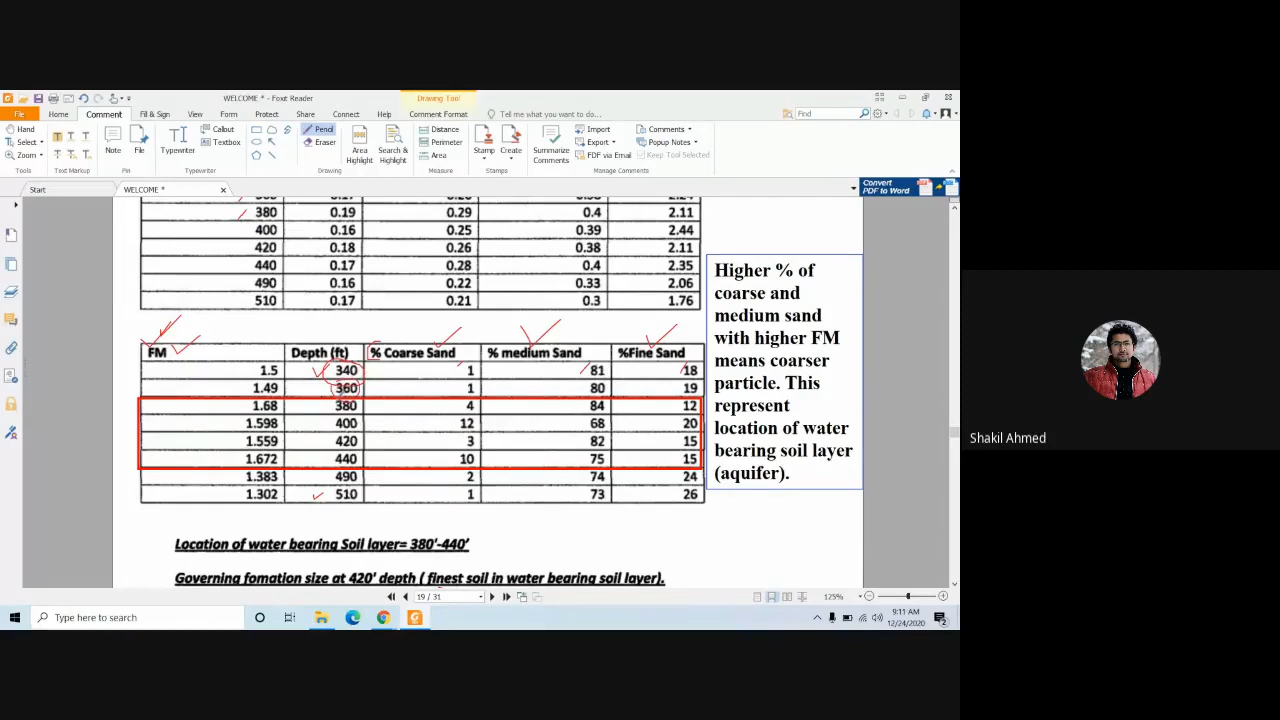 WELCOME * - Foxit Reader
Drawing Tool
File Home Comment Fill & Sign View Form Protect Share Connect Help Comment Format Tell me what you want to do... Find
Hand
Select
Zoom
Tools
T T T
T T T
Text Markup
Note
File
Typewriter
Callout
Textbox
Typewriter
Pencil
Eraser
Drawing
Area Highlight
Search & Highlight
Distance
Perimeter
Area
Measure
Stamp
Create
Stamps
Summarize Comments
Import
Export
FDF via Email
Comments
Popup Notes
Keep Tool Selected
Manage Comments
Start
WELCOME *
Convert PDF to Word
380 0.19 0.29 0.4 2.11
400 0.16 0.25 0.39 2.44
420 0.18 0.26 0.38 2.11
440 0.17 0.28 0.4 2.35
490 0.16 0.22 0.33 2.06
510 0.17 0.21 0.3 1.76
FM Depth (ft) % Coarse Sand % medium Sand %Fine Sand
1.5 340 1 81 18
1.49 360 1 80 19
1.68 380 4 84 12
1.598 400 12 68 20
1.559 420 3 82 15
1.672 440 10 75 15
1.383 490 2 74 24
1.302 510 1 73 26
Higher % of
coarse and
medium sand
with higher FM
means coarser
particle. This
represent
location of water
bearing soil layer
(aquifer).
Location of water bearing Soil layer= 380'-440'
Governing fomation size at 420' depth ( finest soil in water bearing soil layer).
19 / 31
125%
Type here to search
9:11 AM
12/24/2020
2
Shakil Ahmed